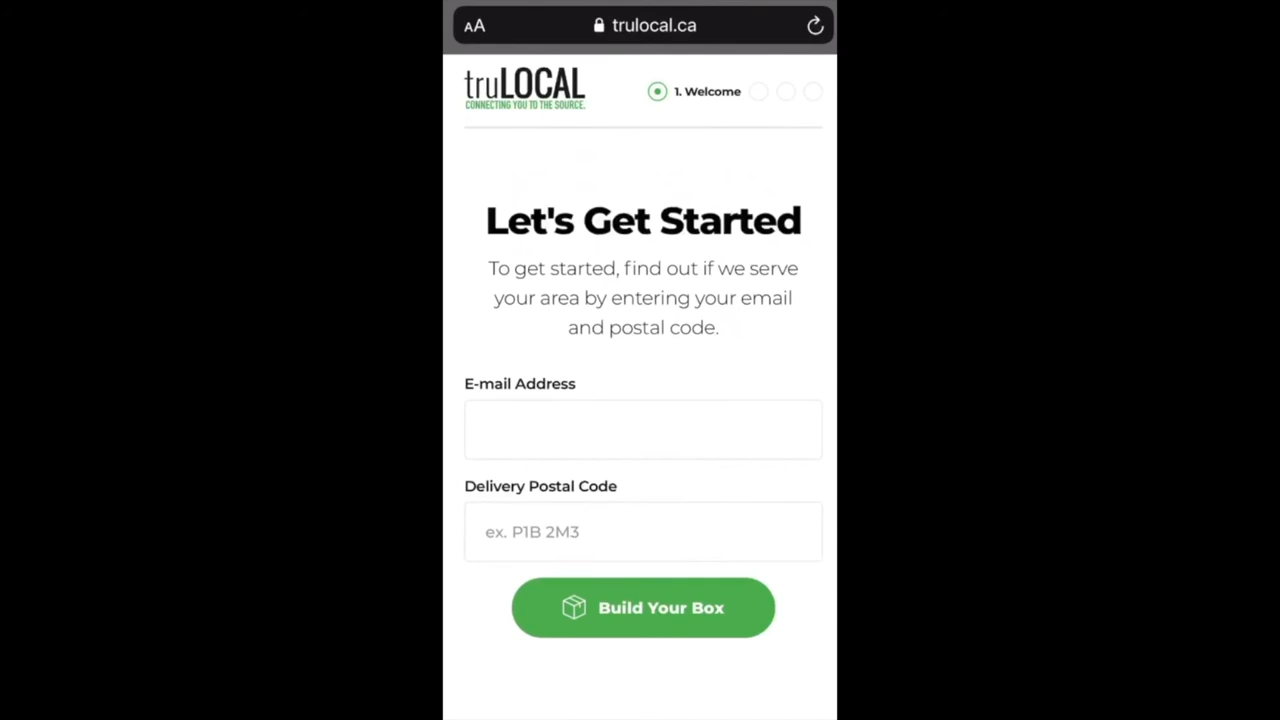 AA
trulocal.ca
truLOCAL
CONNECTING YOU TO THE SOURCE.
1. Welcome
Let's Get Started
To get started, find out if we serve
your area by entering your email
and postal code.
E-mail Address
Delivery Postal Code
ex. P1B 2M3
Build Your Box